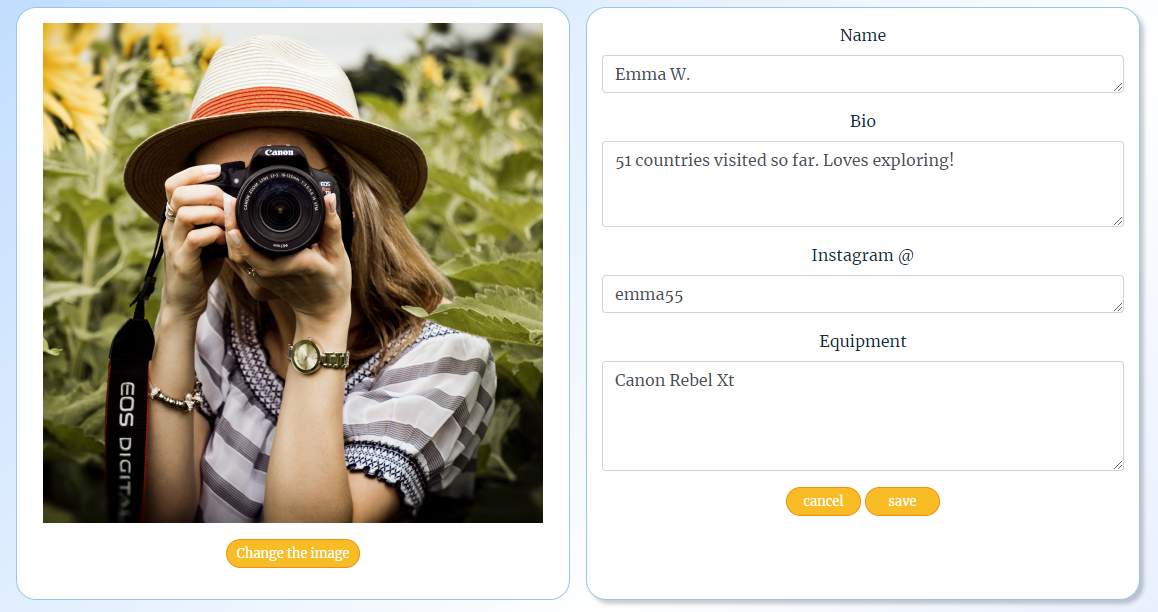 Canon
EOS
EOS DIGITAL
Change the image
Name
Emma W.
Bio
51 countries visited so far. Loves exploring!
Instagram @
emma55
Equipment
Canon Rebel Xt
cancel
save